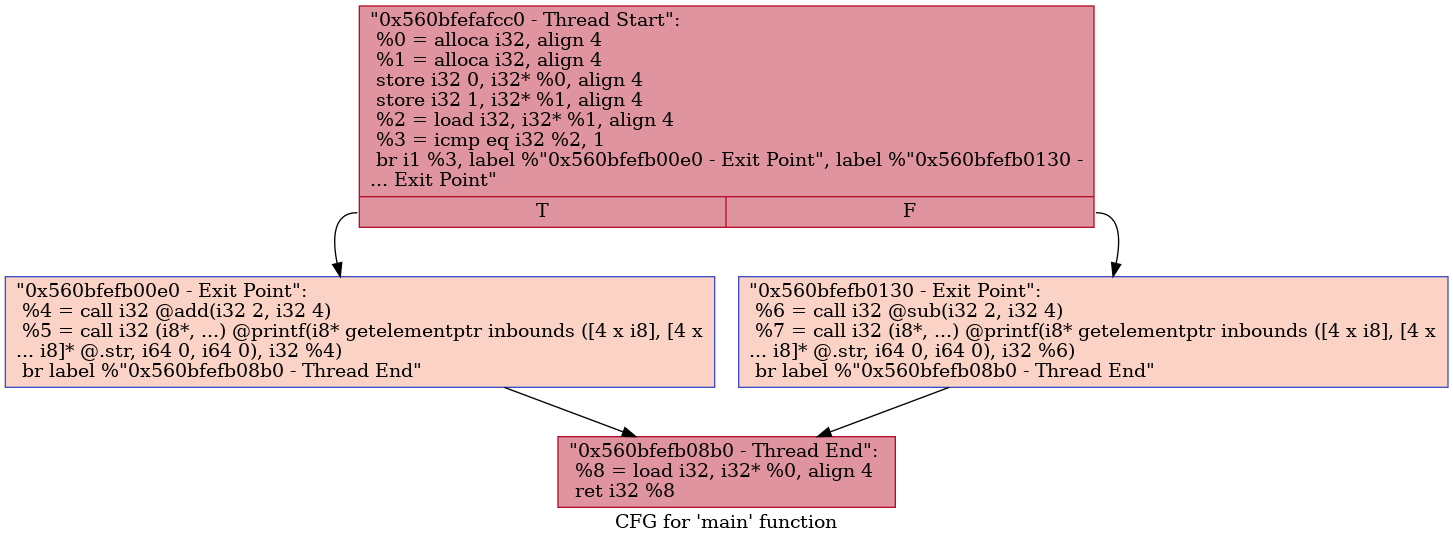 "0x560bfefafcc0 - Thread Start":
%0 = alloca i32, align 4
%1 = alloca i32, align 4
store i32 0, i32* %0, align 4
store i32 1, i32* %1, align 4
%2 = load i32, i32* %1, align 4
%3 = icmp eq i32 %2, 1
br i1 %3, label %"0x560bfefb00e0 - Exit Point", label %"0x560bfefb0130 -
... Exit Point"
T
F
"0x560bfefb00e0 - Exit Point":
%4 = call i32 @add(i32 2, i32 4)
%5 = call i32 (i8*, ...) @printf(i8* getelementptr inbounds ([4 x i8], [4 x
... i8]* @.str, i64 0, i64 0), i32 %4)
br label %"0x560bfefb08b0 - Thread End"
"0x560bfefb0130 - Exit Point":
%6 = call i32 @sub(i32 2, i32 4)
%7 = call i32 (i8*, ...) @printf(i8* getelementptr inbounds ([4 x i8], [4 x
... i8]* @.str, i64 0, i64 0), i32 %6)
br label %"0x560bfefb08b0 - Thread End"
"0x560bfefb08b0 - Thread End":
%8 = load i32, i32* %0, align 4
ret i32 %8
CFG for 'main' function